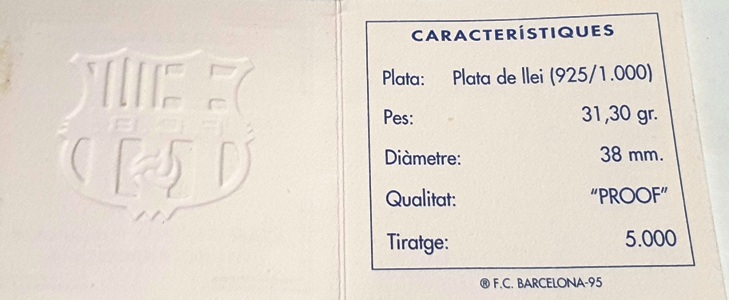 CARACTERÍSTIQUES
Plata: Plata de llei (925/1.000)
Pes: 31,30 gr.
Diàmetre: 38 mm.
Qualitat: "PROOF"
Tiratge: 5.000
® F.C. BARCELONA-95